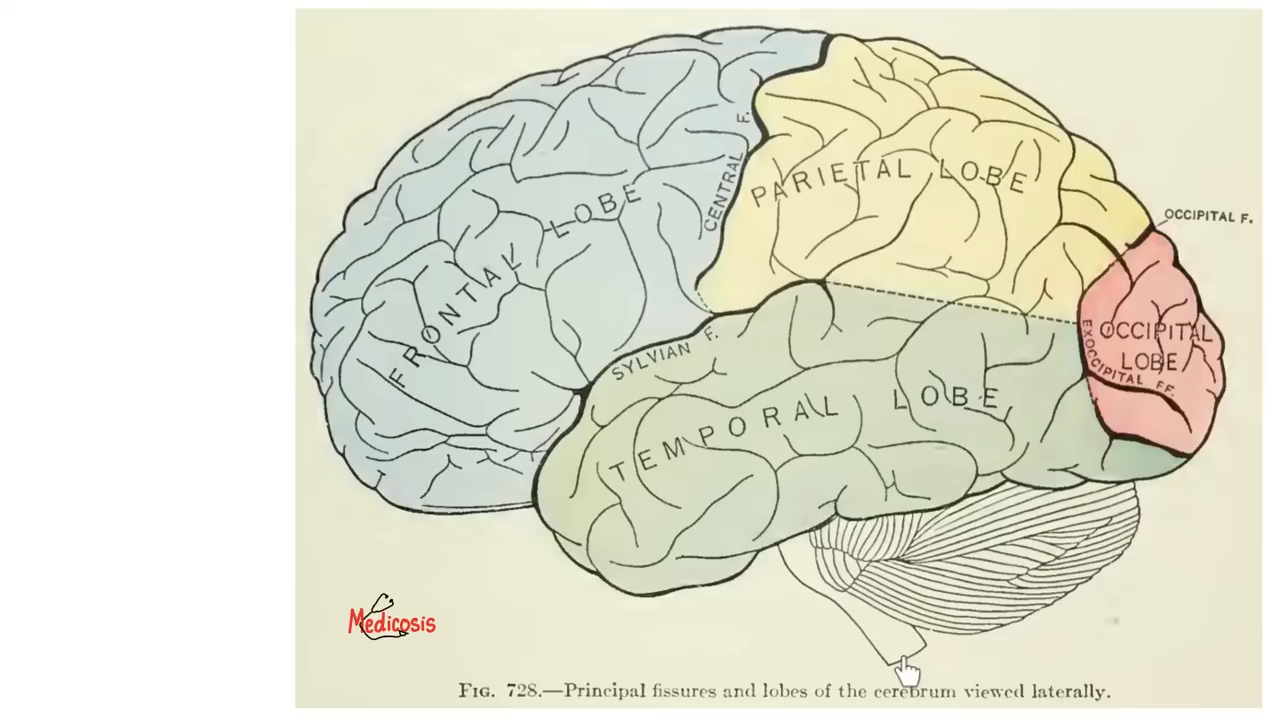 CENTRAL F.
PARIETAL LOBE
FRONTAL LOBE
OCCIPITAL F.
SYLVIAN F.
OCCIPITAL
LOBE
EXOCCIPITAL FF.
TEMPORAL LOBE
Medicosis
FIG. 728.—Principal fissures and lobes of the cerebrum viewed laterally.